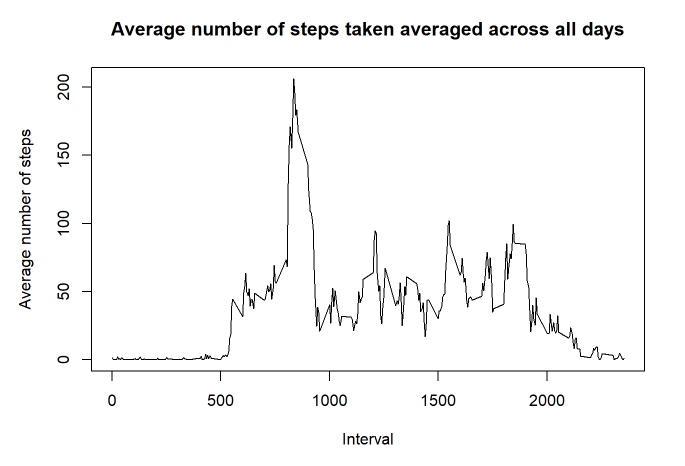 Average number of steps taken averaged across all days
Average number of steps
200
150
100
50
0
0 500 1000 1500 2000
Interval